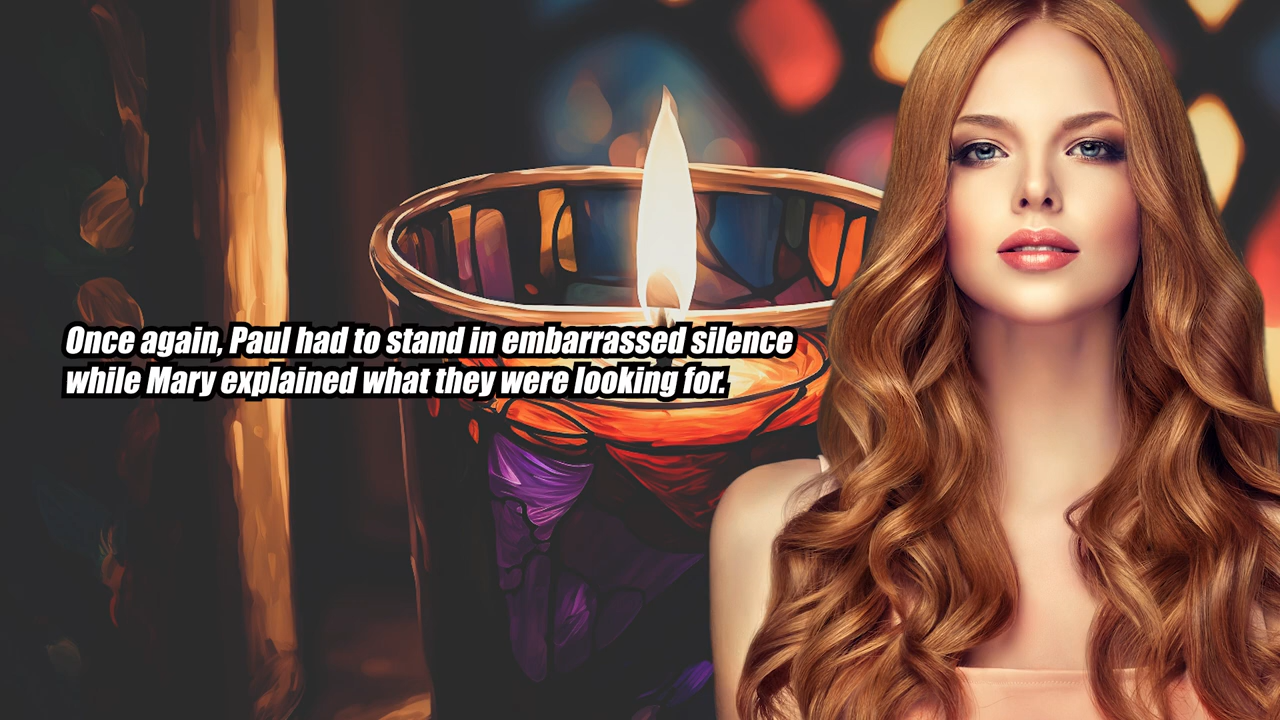 Once again, Paul had to stand in embarrassed silence
while Mary explained what they were looking for.